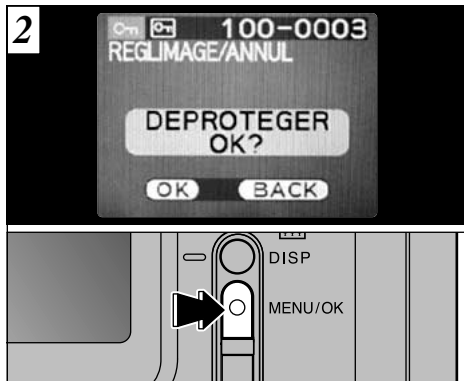 2
100-0003
REGLIMAGE/ANNUL
DEPROTEGER
OK?
OK BACK
DISP
MENU/OK